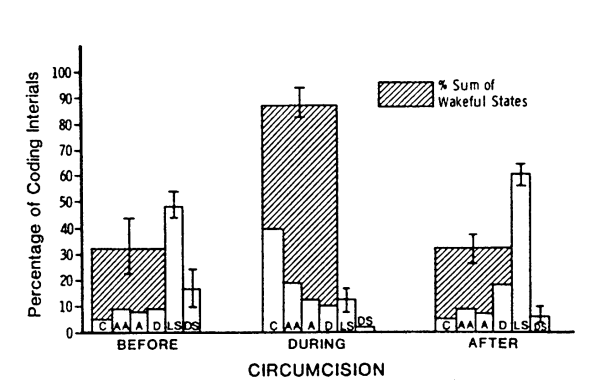 Percentage of Coding Interials
100
90
80
70
60
50
40
30
20
10
0
% Sum of
Wakeful States
C AA A D LS DS
C AA A D LS DS
C AA A D LS DS
BEFORE DURING AFTER
CIRCUMCISION